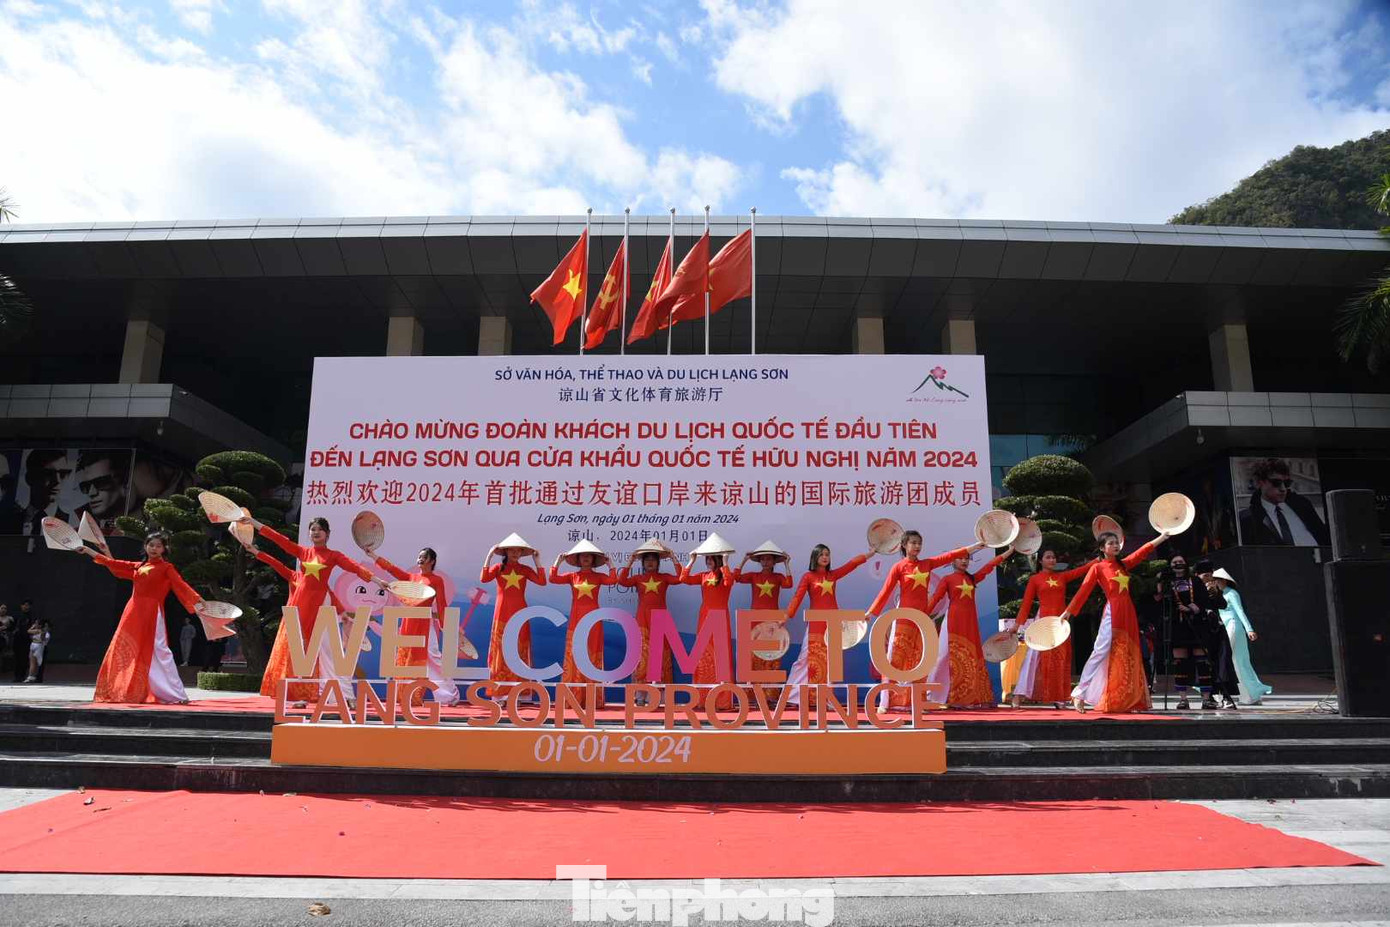 SỞ VĂN HÓA, THỂ THAO VÀ DU LỊCH LẠNG SƠN
谅山省文化体育旅游厅
CHÀO MỪNG ĐOÀN KHÁCH DU LỊCH QUỐC TẾ ĐẦU TIÊN
ĐẾN LẠNG SƠN QUA CỬA KHẨU QUỐC TẾ HỮU NGHỊ NĂM 2024
热烈欢迎2024年首批通过友谊口岸来谅山的国际旅游团成员
Lạng Sơn, ngày 01 tháng 01 năm 2024
谅山，2024年01月01日
WELCOME TO
LANG SON PROVINCE
01-01-2024
Tiênphong